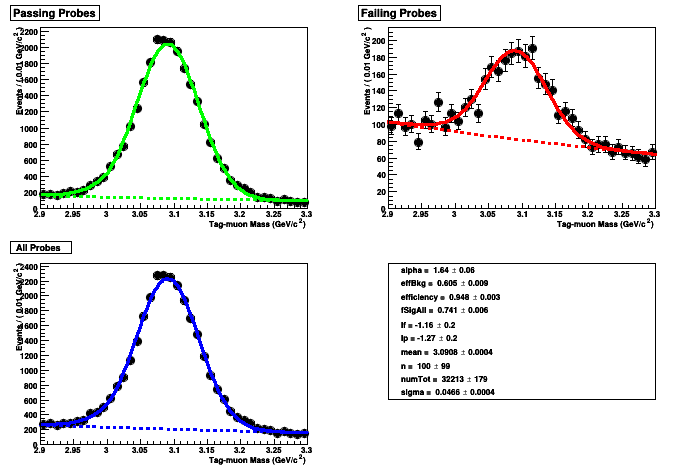 Passing Probes
Events / ( 0.01 GeV/c² )
2200
2000
1800
1600
1400
1200
1000
800
600
400
200
0
2.9 2.95 3 3.05 3.1 3.15 3.2 3.25 3.3
Tag-muon Mass (GeV/c²)
Failing Probes
Events / ( 0.01 GeV/c² )
200
180
160
140
120
100
80
60
40
20
0
2.9 2.95 3 3.05 3.1 3.15 3.2 3.25 3.3
Tag-muon Mass (GeV/c²)
All Probes
Events / ( 0.01 GeV/c² )
2400
2200
2000
1800
1600
1400
1200
1000
800
600
400
200
0
2.9 2.95 3 3.05 3.1 3.15 3.2 3.25 3.3
Tag-muon Mass (GeV/c²)
alpha = 1.64 ± 0.06
effBkg = 0.605 ± 0.009
efficiency = 0.948 ± 0.003
fSigAll = 0.741 ± 0.006
lf = -1.16 ± 0.2
lp = -1.27 ± 0.2
mean = 3.0908 ± 0.0004
n = 100 ± 99
numTot = 32213 ± 179
sigma = 0.0466 ± 0.0004